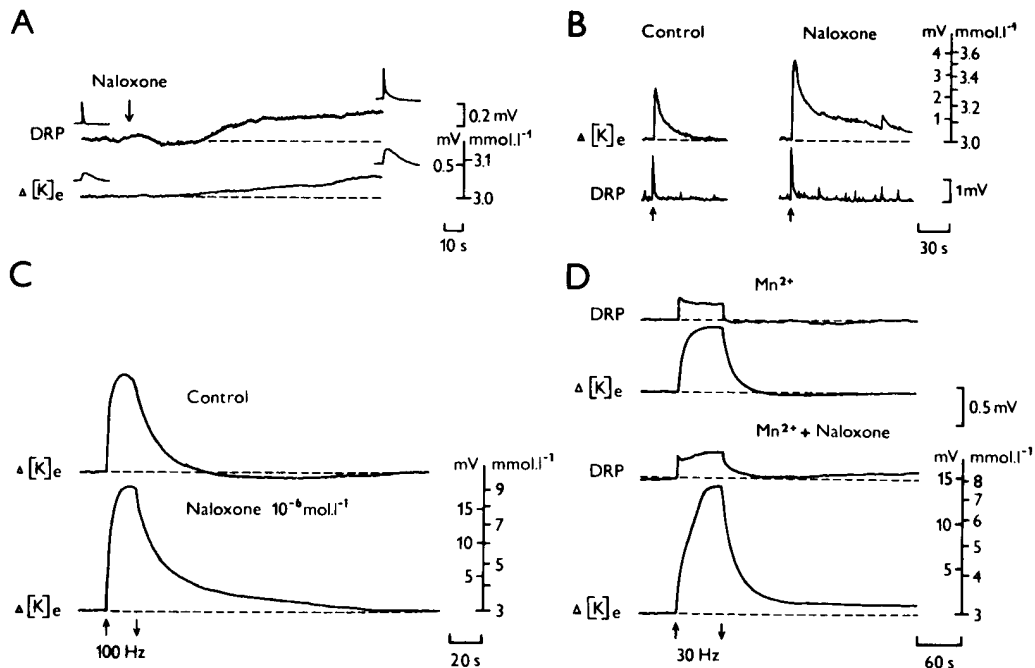 A
Naloxone
DRP
0.2 mV
mV mmol.l⁻¹
0.5 3.1
Δ [K]e
3.0
10 s
B
Control Naloxone mV mmol.l⁻¹
4 3.6
3 3.4
2
3.2
1
Δ [K]e 3.0
DRP 1mV
30 s
C
Control
Δ [K]e
mV mmol.l⁻¹
Naloxone 10⁻⁶mol.l⁻¹
9
15 7
10
5
5
Δ [K]e 3
100 Hz
20 s
D
Mn²⁺
DRP
Δ [K]e
0.5 mV
Mn²⁺ + Naloxone
mV mmol.l⁻¹
DRP
15 8
7
10 6
5
5 4
Δ [K]e 3
30 Hz
60 s